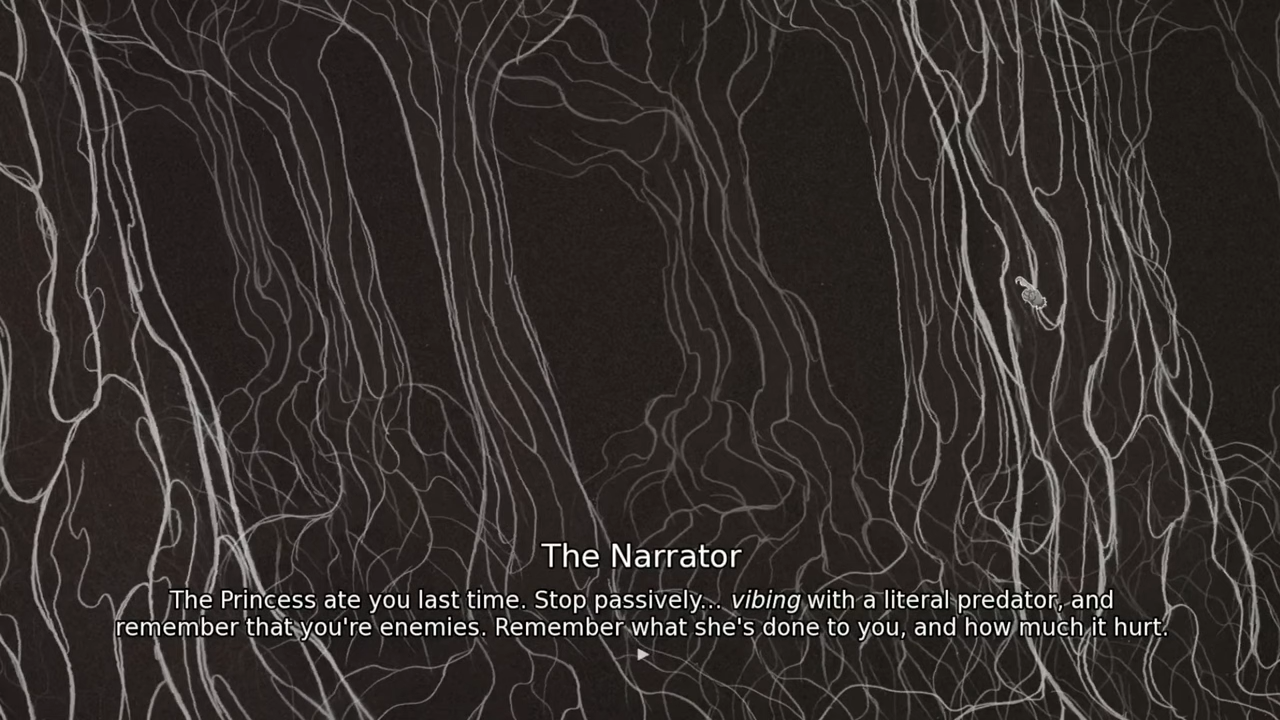 The Narrator
The Princess ate you last time. Stop passively... vibing with a literal predator, and
remember that you're enemies. Remember what she's done to you, and how much it hurt.